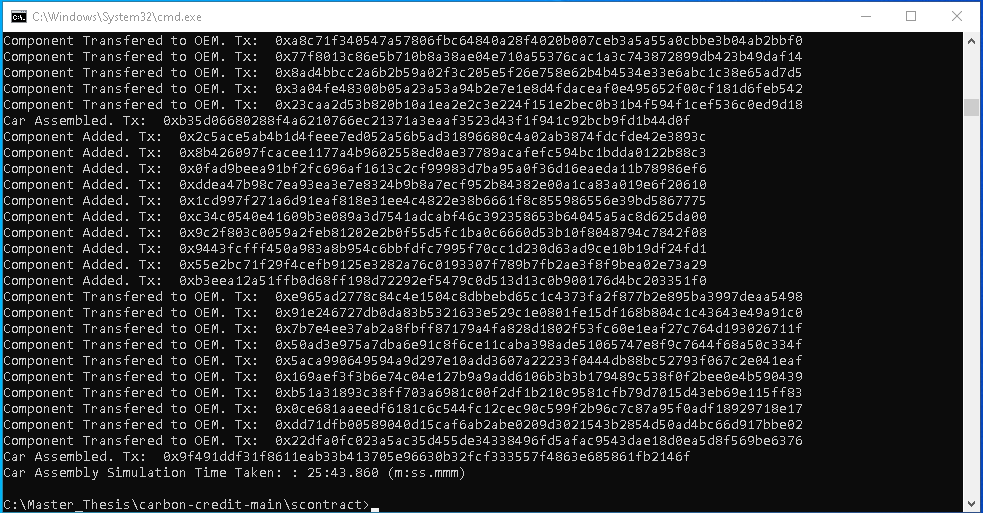 C:\Windows\System32\cmd.exe
Component Transfered to OEM. Tx:  0xa8c71f340547a57806fbc64840a28f4020b007ceb3a5a55a0cbbe3b04ab2bbf0
Component Transfered to OEM. Tx:  0x77f8013c86e5b710b8a38ae04e710a55376cac1a3c743872899db423b49daf14
Component Transfered to OEM. Tx:  0x8ad4bbcc2a6b2b59a02f3c205e5f26e758e62b4b4534e33e6abc1c38e65ad7d5
Component Transfered to OEM. Tx:  0x3a04fe48300b05a23a53a94b2e7e1e8d4fdaceaf0e495652f00cf181d6feb542
Component Transfered to OEM. Tx:  0x23caa2d53b820b10a1ea2e2c3e224f151e2bec0b31b4f594f1cef536c0ed9d18
Car Assembled. Tx:  0xb35d06680288f4a6210766ec21371a3eaaf3523d43f1f941c92bcb9fd1b44d0f
Component Added. Tx:  0x2c5ace5ab4b1d4feee7ed052a56b5ad31896680c4a02ab3874fdcfde42e3893c
Component Added. Tx:  0x8b426097fcacee1177a4b9602558ed0ae37789acafefc594bc1bdda0122b88c3
Component Added. Tx:  0x0fad9beea91bf2fc696af1613c2cf99983d7ba95a0f36d16eaeda11b78986ef6
Component Added. Tx:  0xddea47b98c7ea93ea3e7e8324b9b8a7ecf952b84382e00a1ca83a019e6f20610
Component Added. Tx:  0x1cd997f271a6d91eaf818e31ee4c4822e38b6661f8c855986556e39bd5867775
Component Added. Tx:  0xc34c0540e41609b3e089a3d7541adcabf46c392358653b64045a5ac8d625da00
Component Added. Tx:  0x9c2f803c0059a2feb81202e2b0f55d5fc1ba0c6660d53b10f8048794c7842f08
Component Added. Tx:  0x9443fcfff450a983a8b954c6bbfdfc7995f70cc1d230d63ad9ce10b19df24fd1
Component Added. Tx:  0x55e2bc71f29f4cefb9125e3282a76c0193307f789b7fb2ae3f8f9bea02e73a29
Component Added. Tx:  0xb3eea12a51ffb0d68ff198d72292ef5479c0d513d13c0b900176d4bc203351f0
Component Transfered to OEM. Tx:  0xe965ad2778c84c4e1504c8dbbebd65c1c4373fa2f877b2e895ba3997deaa5498
Component Transfered to OEM. Tx:  0x91e246727db0da83b5321633e529c1e0801fe15df168b804c1c43643e49a91c0
Component Transfered to OEM. Tx:  0x7b7e4ee37ab2a8fbff87179a4fa828d1802f53fc60e1eaf27c764d193026711f
Component Transfered to OEM. Tx:  0x50ad3e975a7dba6e91c8f6ce11caba398ade51065747e8f9c7644f68a50c334f
Component Transfered to OEM. Tx:  0x5aca990649594a9d297e10add3607a22233f0444db88bc52793f067c2e041eaf
Component Transfered to OEM. Tx:  0x169aef3f3b6e74c04e127b9a9add6106b3b3b179489c538f0f2bee0e4b590439
Component Transfered to OEM. Tx:  0xb51a31893c38ff703a6981c00f2df1b210c9581cfb79d7015d43eb69e115ff83
Component Transfered to OEM. Tx:  0x0ce681aaeedf6181c6c544fc12cec90c599f2b96c7c87a95f0adf18929718e17
Component Transfered to OEM. Tx:  0xdd71dfb00589040d15caf6ab2abe0209d3021543b2854d50ad4bc66d917bbe02
Component Transfered to OEM. Tx:  0x22dfa0fc023a5ac35d455de34338496fd5afac9543dae18d0ea5d8f569be6376
Car Assembled. Tx:  0x9f491ddf31f8611eab33b413705e96630b32fcf333557f4863e685861fb2146f
Car Assembly Simulation Time Taken: : 25:43.860 (m:ss.mmm)
C:\Master_Thesis\carbon-credit-main\scontract>